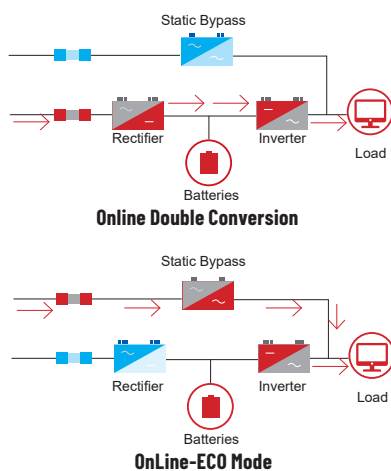 Static Bypass
Rectifier
Inverter
Load
Batteries
Online Double Conversion
Static Bypass
Rectifier
Inverter
Load
Batteries
OnLine-ECO Mode